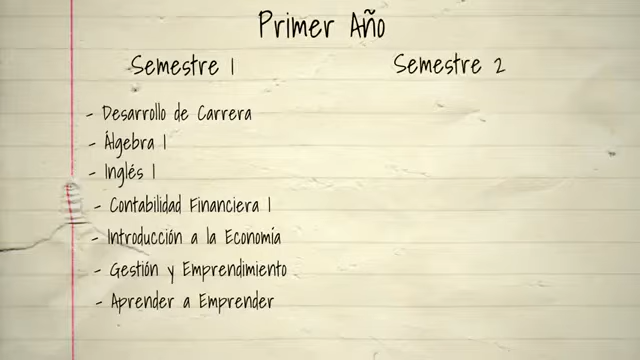 Primer Año
Semestre 1
Semestre 2
- Desarrollo de Carrera
- Álgebra 1
- Inglés 1
- Contabilidad Financiera 1
- Introducción a la Economía
- Gestión y Emprendimiento
- Aprender a Emprender